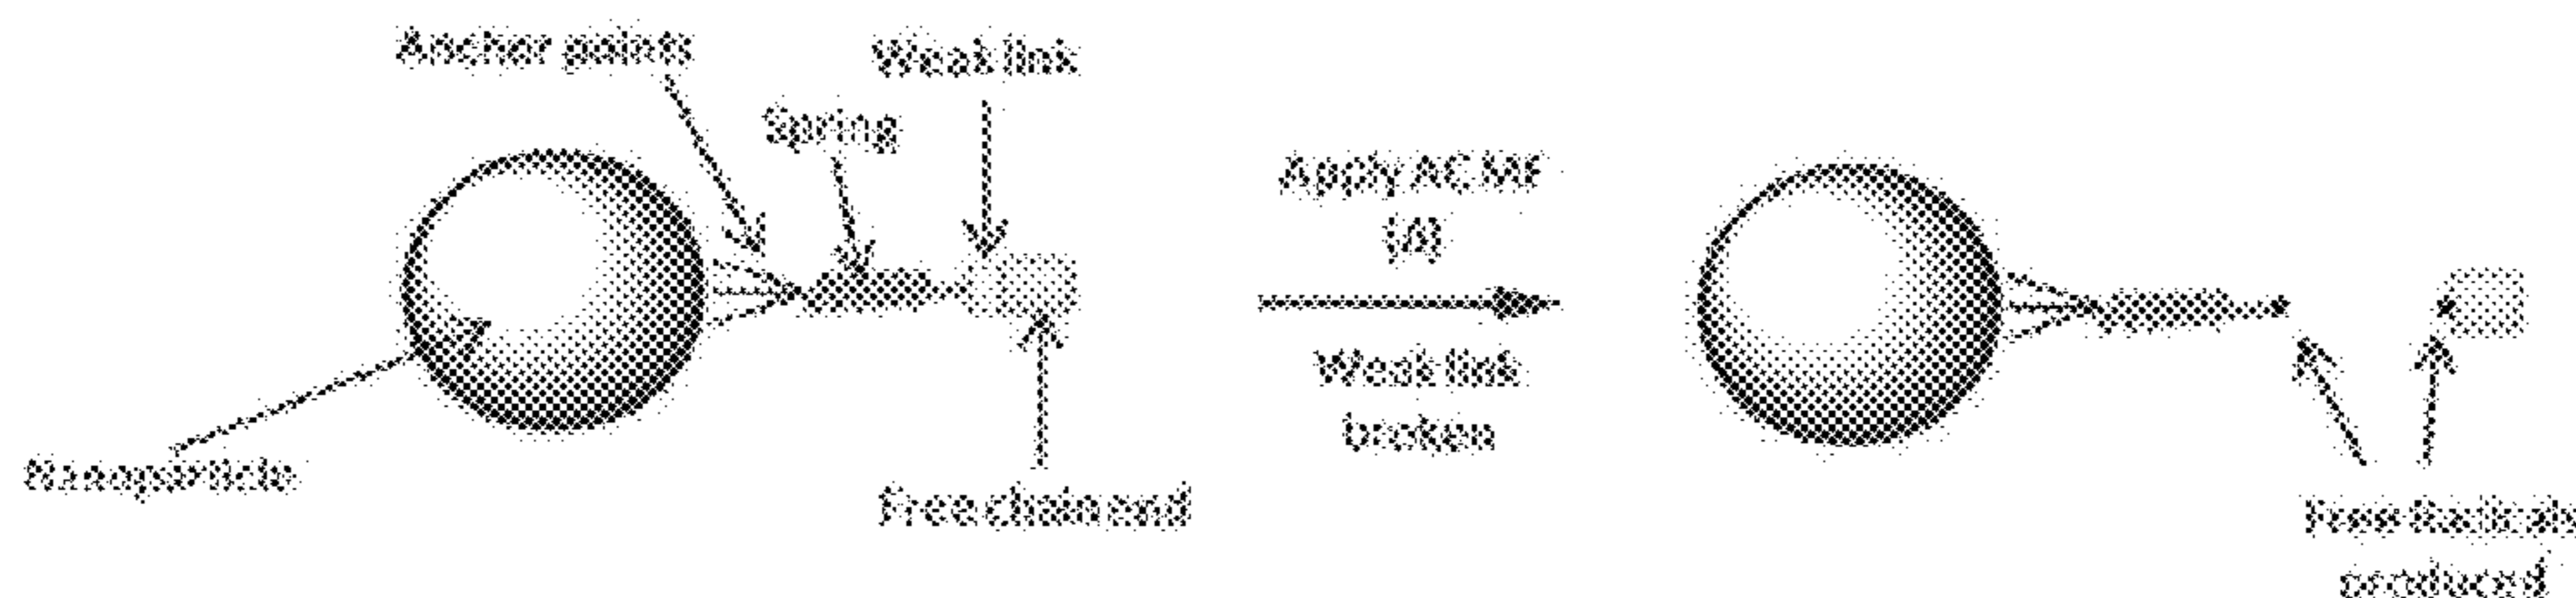 Anchor points
Weak link
Spring
Nanoparticle
Free chain end
Apply AC MF
(Δ)
Weak link
broken
Free Radicals
produced